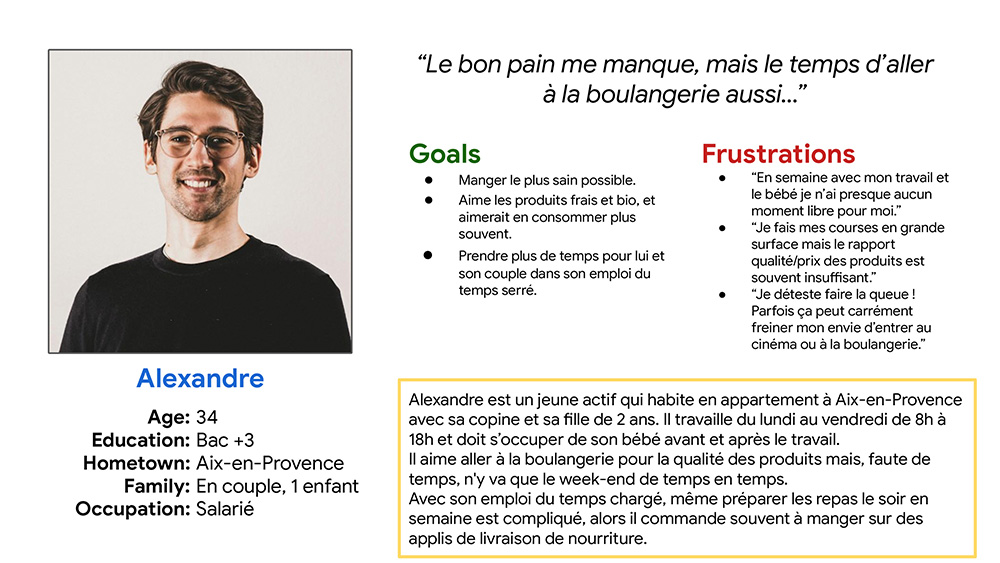 “Le bon pain me manque, mais le temps d’aller
à la boulangerie aussi...”
Goals
● Manger le plus sain possible.
● Aime les produits frais et bio, et
aimerait en consommer plus
souvent.
● Prendre plus de temps pour lui et
son couple dans son emploi du
temps serré.
Frustrations
● “En semaine avec mon travail et
le bébé je n’ai presque aucun
moment libre pour moi.”
● “Je fais mes courses en grande
surface mais le rapport
qualité/prix des produits est
souvent insuffisant.”
● “Je déteste faire la queue !
Parfois ça peut carrément
freiner mon envie d’entrer au
cinéma ou à la boulangerie.”
Alexandre
Age: 34
Education: Bac +3
Hometown: Aix-en-Provence
Family: En couple, 1 enfant
Occupation: Salarié
Alexandre est un jeune actif qui habite en appartement à Aix-en-Provence
avec sa copine et sa fille de 2 ans. Il travaille du lundi au vendredi de 8h à
18h et doit s’occuper de son bébé avant et après le travail.
Il aime aller à la boulangerie pour la qualité des produits mais, faute de
temps, n'y va que le week-end de temps en temps.
Avec son emploi du temps chargé, même préparer les repas le soir en
semaine est compliqué, alors il commande souvent à manger sur des
applis de livraison de nourriture.